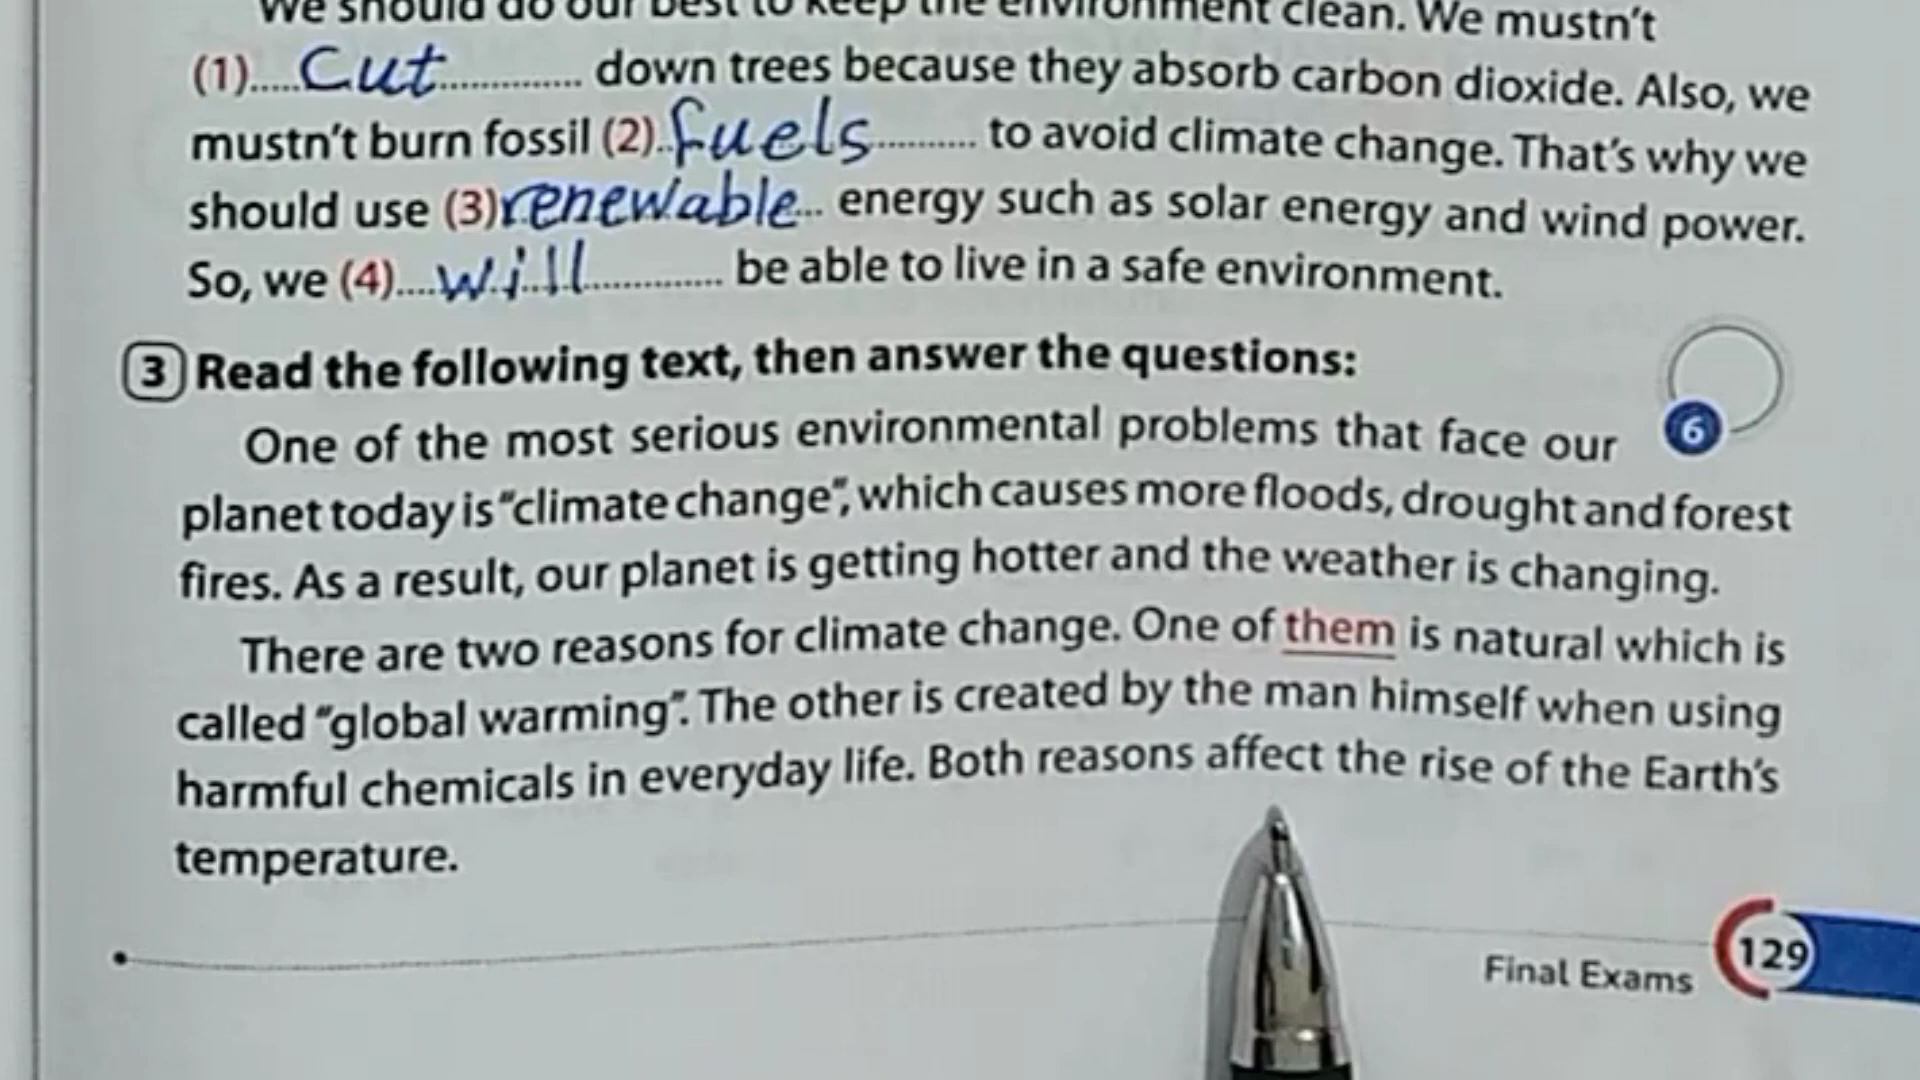 We should do our best to keep the environment clean. We mustn't
(1).....Cut.............. down trees because they absorb carbon dioxide. Also, we
mustn't burn fossil (2)..fuels........... to avoid climate change. That's why we
should use (3)renewable... energy such as solar energy and wind power.
So, we (4)....will.............. be able to live in a safe environment.
3 Read the following text, then answer the questions:
6
One of the most serious environmental problems that face our
planet today is "climate change", which causes more floods, drought and forest
fires. As a result, our planet is getting hotter and the weather is changing.
There are two reasons for climate change. One of them is natural which is
called "global warming". The other is created by the man himself when using
harmful chemicals in everyday life. Both reasons affect the rise of the Earth's
temperature.
Final Exams 129